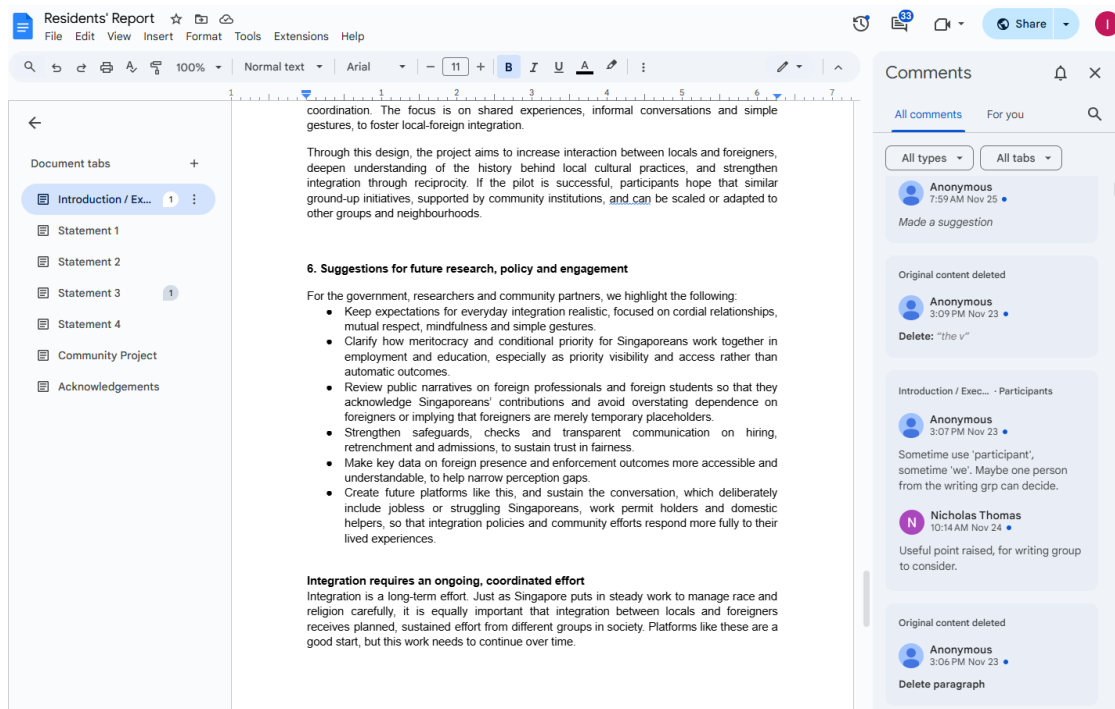 Residents' Report
File Edit View Insert Format Tools Extensions Help
33
Share
I
100%
Normal text
Arial
11
B I U A
1 1 2 3 4 5 6 7
Document tabs
Introduction / Ex... 1
Statement 1
Statement 2
Statement 3 1
Statement 4
Community Project
Acknowledgements
coordination. The focus is on shared experiences, informal conversations and simple
gestures, to foster local-foreign integration.
Through this design, the project aims to increase interaction between locals and foreigners,
deepen understanding of the history behind local cultural practices, and strengthen
integration through reciprocity. If the pilot is successful, participants hope that similar
ground-up initiatives, supported by community institutions, and can be scaled or adapted to
other groups and neighbourhoods.
6. Suggestions for future research, policy and engagement
For the government, researchers and community partners, we highlight the following:
● Keep expectations for everyday integration realistic, focused on cordial relationships,
mutual respect, mindfulness and simple gestures.
● Clarify how meritocracy and conditional priority for Singaporeans work together in
employment and education, especially as priority visibility and access rather than
automatic outcomes.
● Review public narratives on foreign professionals and foreign students so that they
acknowledge Singaporeans' contributions and avoid overstating dependence on
foreigners or implying that foreigners are merely temporary placeholders.
● Strengthen safeguards, checks and transparent communication on hiring,
retrenchment and admissions, to sustain trust in fairness.
● Make key data on foreign presence and enforcement outcomes more accessible and
understandable, to help narrow perception gaps.
● Create future platforms like this, and sustain the conversation, which deliberately
include jobless or struggling Singaporeans, work permit holders and domestic
helpers, so that integration policies and community efforts respond more fully to their
lived experiences.
Integration requires an ongoing, coordinated effort
Integration is a long-term effort. Just as Singapore puts in steady work to manage race and
religion carefully, it is equally important that integration between locals and foreigners
receives planned, sustained effort from different groups in society. Platforms like these are a
good start, but this work needs to continue over time.
Comments
All comments For you
All types All tabs
Anonymous
7:59 AM Nov 25
Made a suggestion
Original content deleted
Anonymous
3:09 PM Nov 23
Delete: "the v"
Introduction / Exec... · Participants
Anonymous
3:07 PM Nov 23
Sometime use 'participant',
sometime 'we'. Maybe one person
from the writing grp can decide.
N
Nicholas Thomas
10:14 AM Nov 24
Useful point raised, for writing group
to consider.
Original content deleted
Anonymous
3:06 PM Nov 23
Delete paragraph